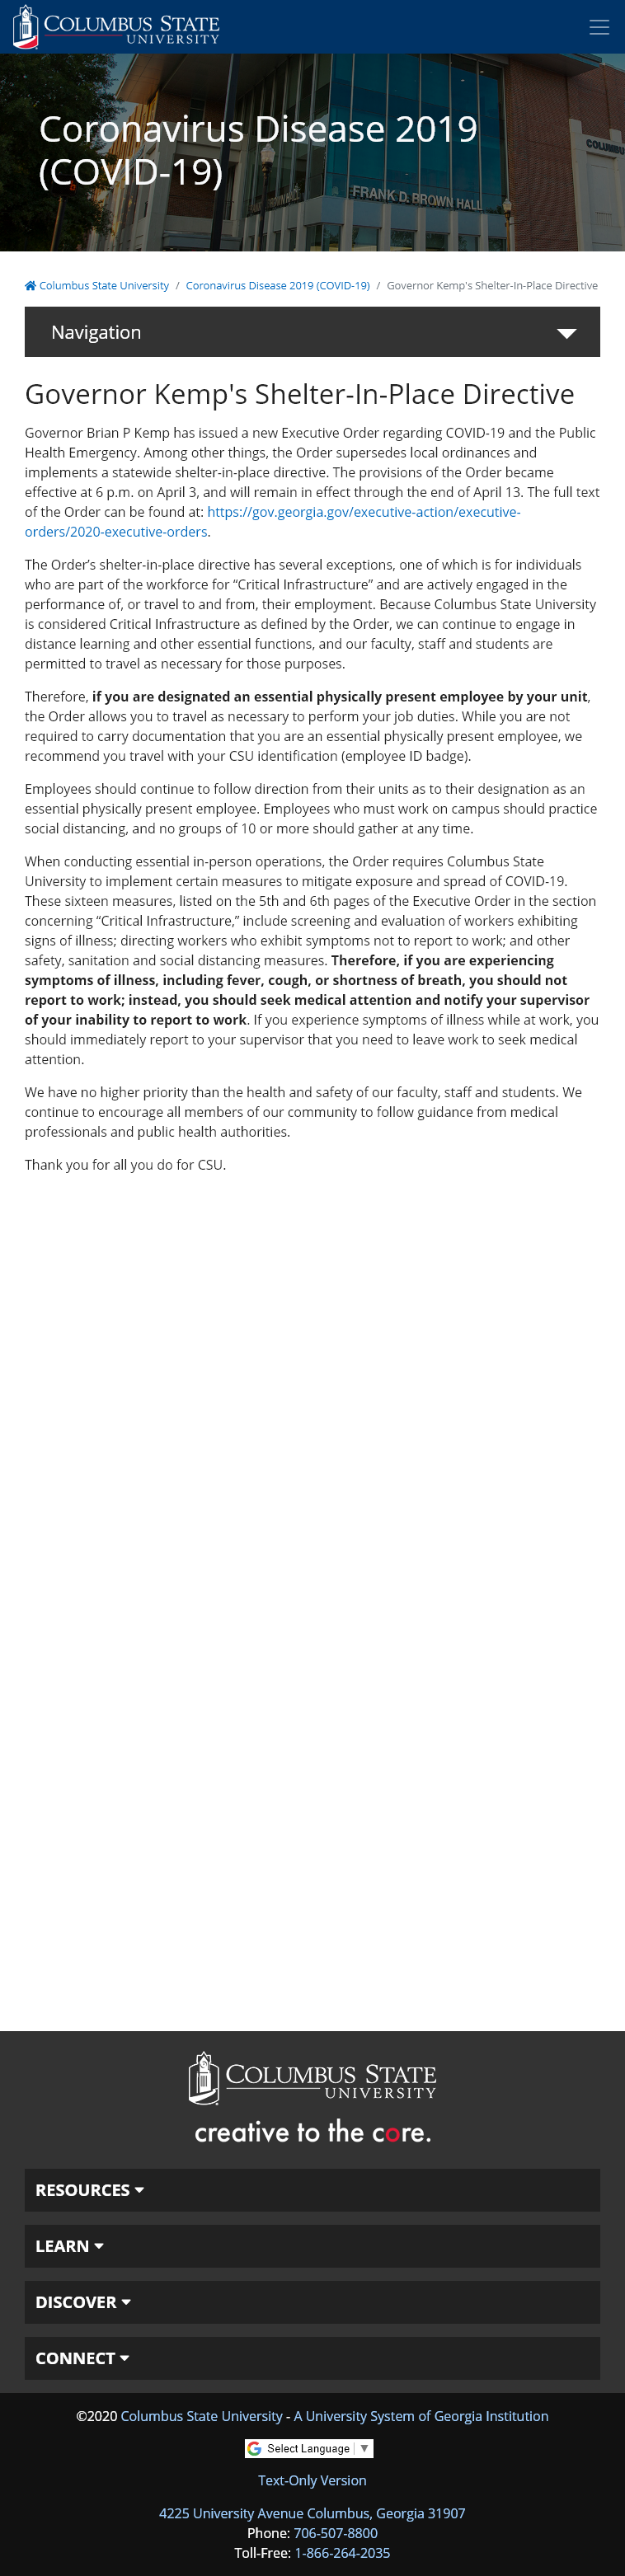 COLUMBUS STATE
UNIVERSITY
Coronavirus Disease 2019
(COVID-19)
FRANK D. BROWN HALL
COLUMBUS
Columbus State University / Coronavirus Disease 2019 (COVID-19) / Governor Kemp's Shelter-In-Place Directive
Navigation
Governor Kemp's Shelter-In-Place Directive
Governor Brian P Kemp has issued a new Executive Order regarding COVID-19 and the Public
Health Emergency. Among other things, the Order supersedes local ordinances and
implements a statewide shelter-in-place directive. The provisions of the Order became
effective at 6 p.m. on April 3, and will remain in effect through the end of April 13. The full text
of the Order can be found at: https://gov.georgia.gov/executive-action/executive-
orders/2020-executive-orders.
The Order’s shelter-in-place directive has several exceptions, one of which is for individuals
who are part of the workforce for “Critical Infrastructure” and are actively engaged in the
performance of, or travel to and from, their employment. Because Columbus State University
is considered Critical Infrastructure as defined by the Order, we can continue to engage in
distance learning and other essential functions, and our faculty, staff and students are
permitted to travel as necessary for those purposes.
Therefore, if you are designated an essential physically present employee by your unit,
the Order allows you to travel as necessary to perform your job duties. While you are not
required to carry documentation that you are an essential physically present employee, we
recommend you travel with your CSU identification (employee ID badge).
Employees should continue to follow direction from their units as to their designation as an
essential physically present employee. Employees who must work on campus should practice
social distancing, and no groups of 10 or more should gather at any time.
When conducting essential in-person operations, the Order requires Columbus State
University to implement certain measures to mitigate exposure and spread of COVID-19.
These sixteen measures, listed on the 5th and 6th pages of the Executive Order in the section
concerning “Critical Infrastructure,” include screening and evaluation of workers exhibiting
signs of illness; directing workers who exhibit symptoms not to report to work; and other
safety, sanitation and social distancing measures. Therefore, if you are experiencing
symptoms of illness, including fever, cough, or shortness of breath, you should not
report to work; instead, you should seek medical attention and notify your supervisor
of your inability to report to work. If you experience symptoms of illness while at work, you
should immediately report to your supervisor that you need to leave work to seek medical
attention.
We have no higher priority than the health and safety of our faculty, staff and students. We
continue to encourage all members of our community to follow guidance from medical
professionals and public health authorities.
Thank you for all you do for CSU.
COLUMBUS STATE
UNIVERSITY
creative to the core.
RESOURCES
LEARN
DISCOVER
CONNECT
©2020 Columbus State University - A University System of Georgia Institution
Select Language ▼
Text-Only Version
4225 University Avenue Columbus, Georgia 31907
Phone: 706-507-8800
Toll-Free: 1-866-264-2035